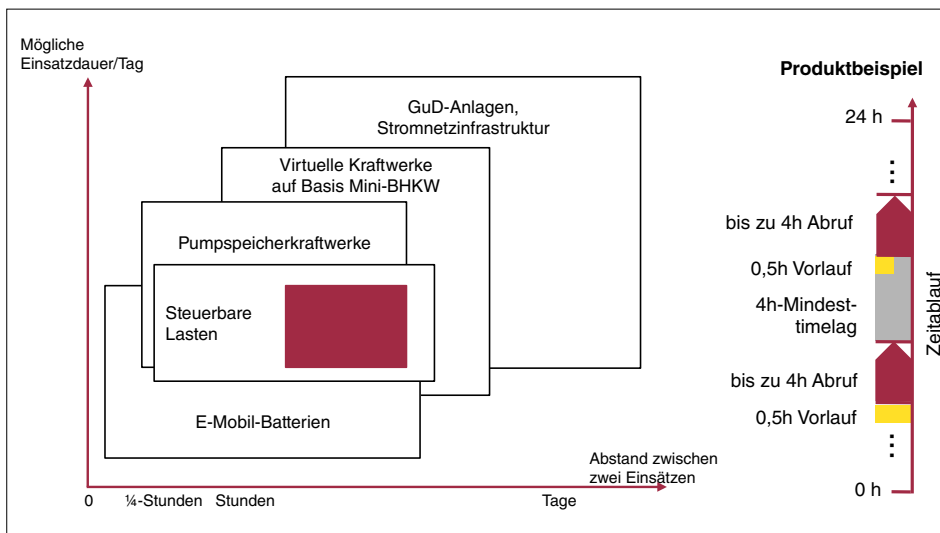 Mögliche
Einsatzdauer/Tag
GuD-Anlagen,
Stromnetzinfrastruktur
Virtuelle Kraftwerke
auf Basis Mini-BHKW
Pumpspeicherkraftwerke
Steuerbare
Lasten
E-Mobil-Batterien
Abstand zwischen
zwei Einsätzen
0
¼-Stunden
Stunden
Tage
Produktbeispiel
24 h
⋮
bis zu 4h Abruf
0,5h Vorlauf
4h-Mindest-
timelag
bis zu 4h Abruf
0,5h Vorlauf
⋮
0 h
Zeitablauf